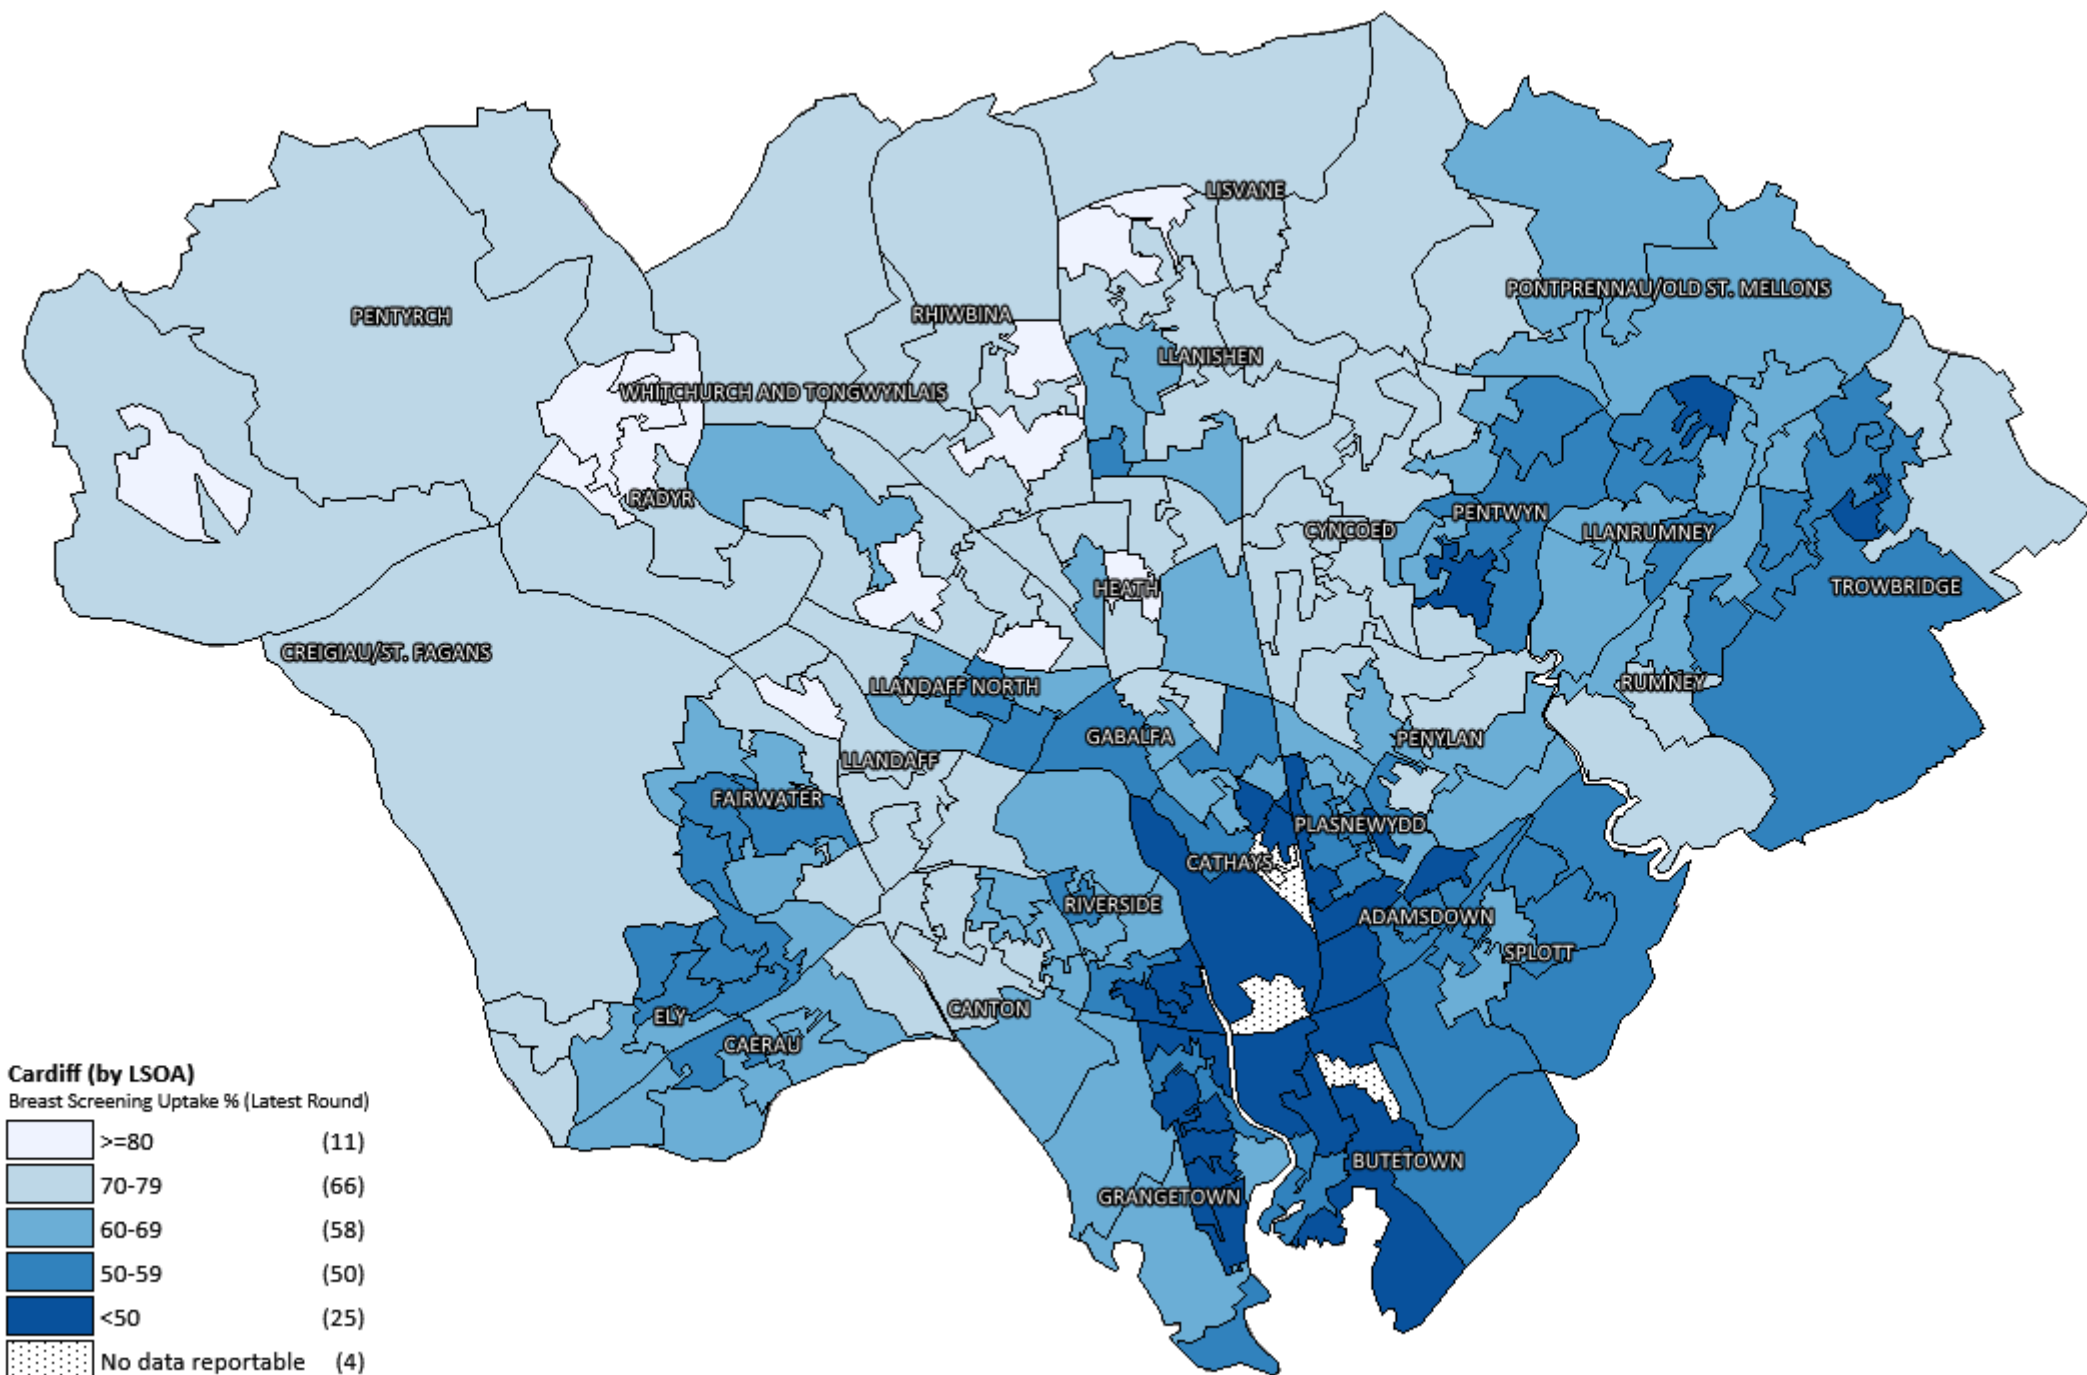 LISVANE
PONTPRENNAU/OLD ST. MELLONS
PENTYRCH
RHIWBINA
LLANISHEN
WHITCHURCH AND TONGWYNLAIS
RADYR
PENTWYN
CYNCOED
LLANRUMNEY
HEATH
TROWBRIDGE
CREIGIAU/ST. FAGANS
LLANDAFF NORTH
RUMNEY
GABALFA
PENYLAN
LLANDAFF
FAIRWATER
PLASNEWYDD
CATHAYS
RIVERSIDE
ADAMSDOWN
SPLOTT
CANTON
ELY
CAERAU
BUTETOWN
GRANGETOWN
Cardiff (by LSOA)
Breast Screening Uptake % (Latest Round)
>=80 (11)
70-79 (66)
60-69 (58)
50-59 (50)
<50 (25)
No data reportable (4)